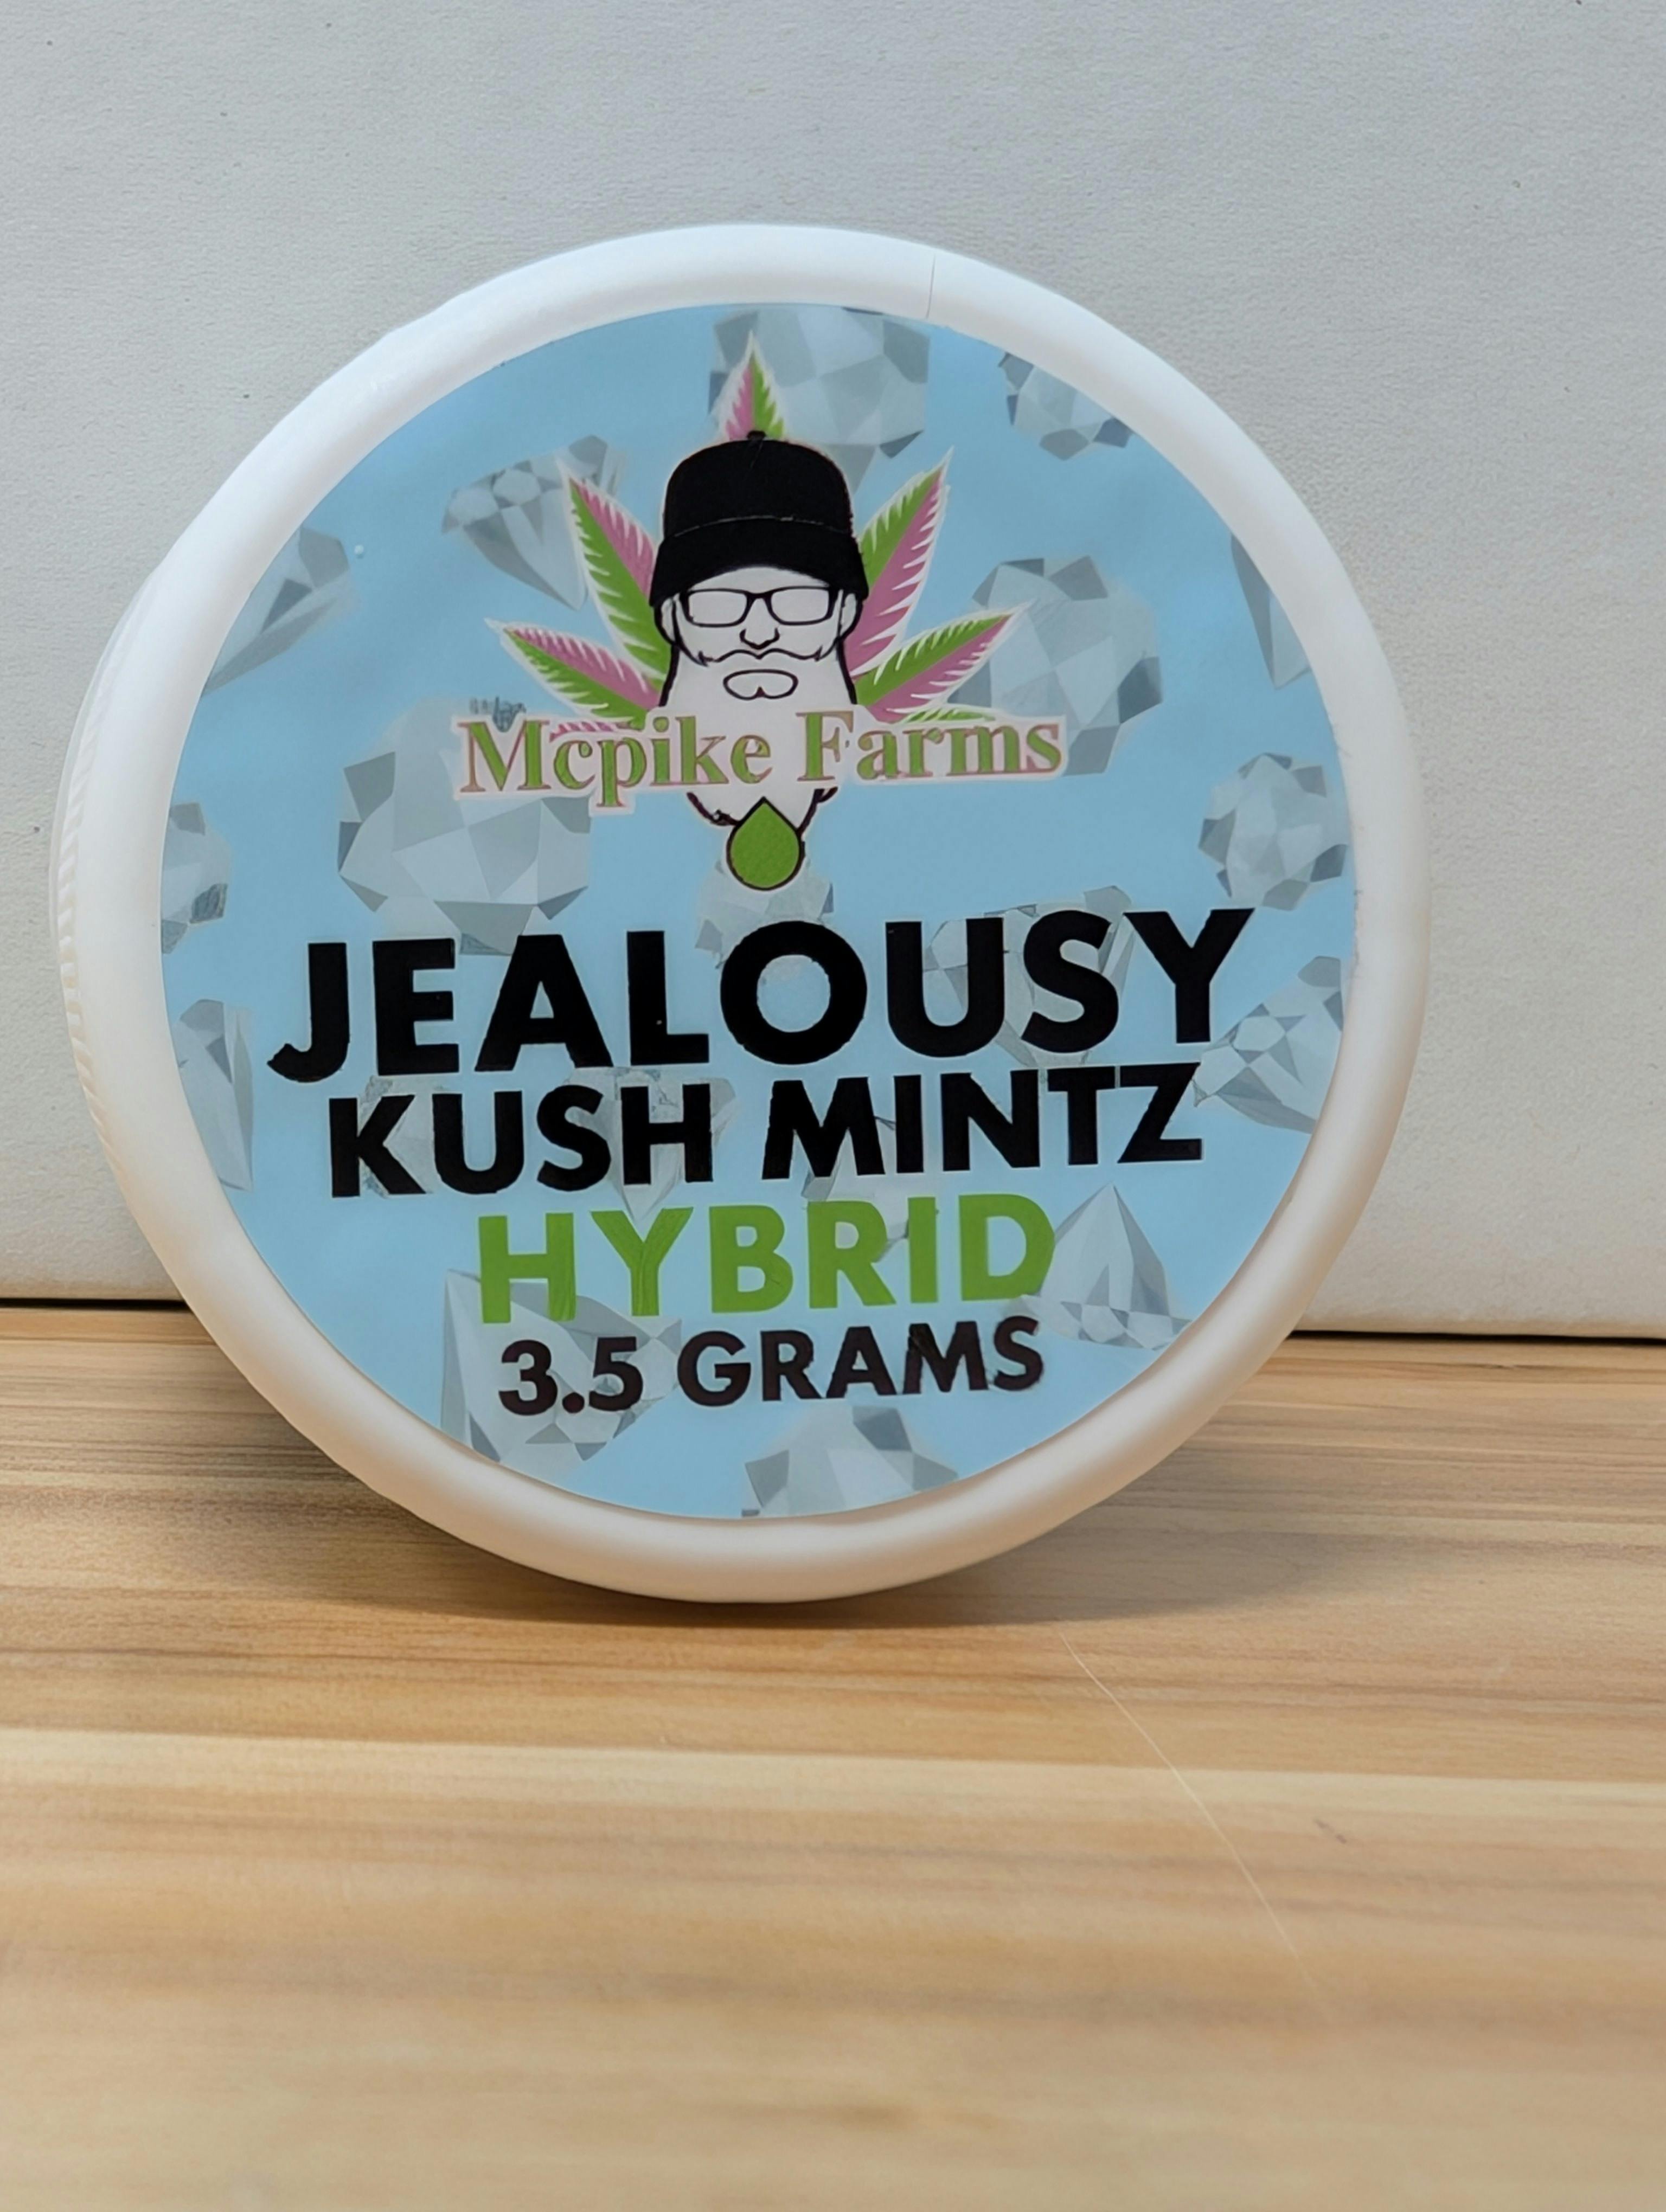 Mcpike Farms
JEALOUSY
KUSH MINTZ
HYBRID
3.5 GRAMS